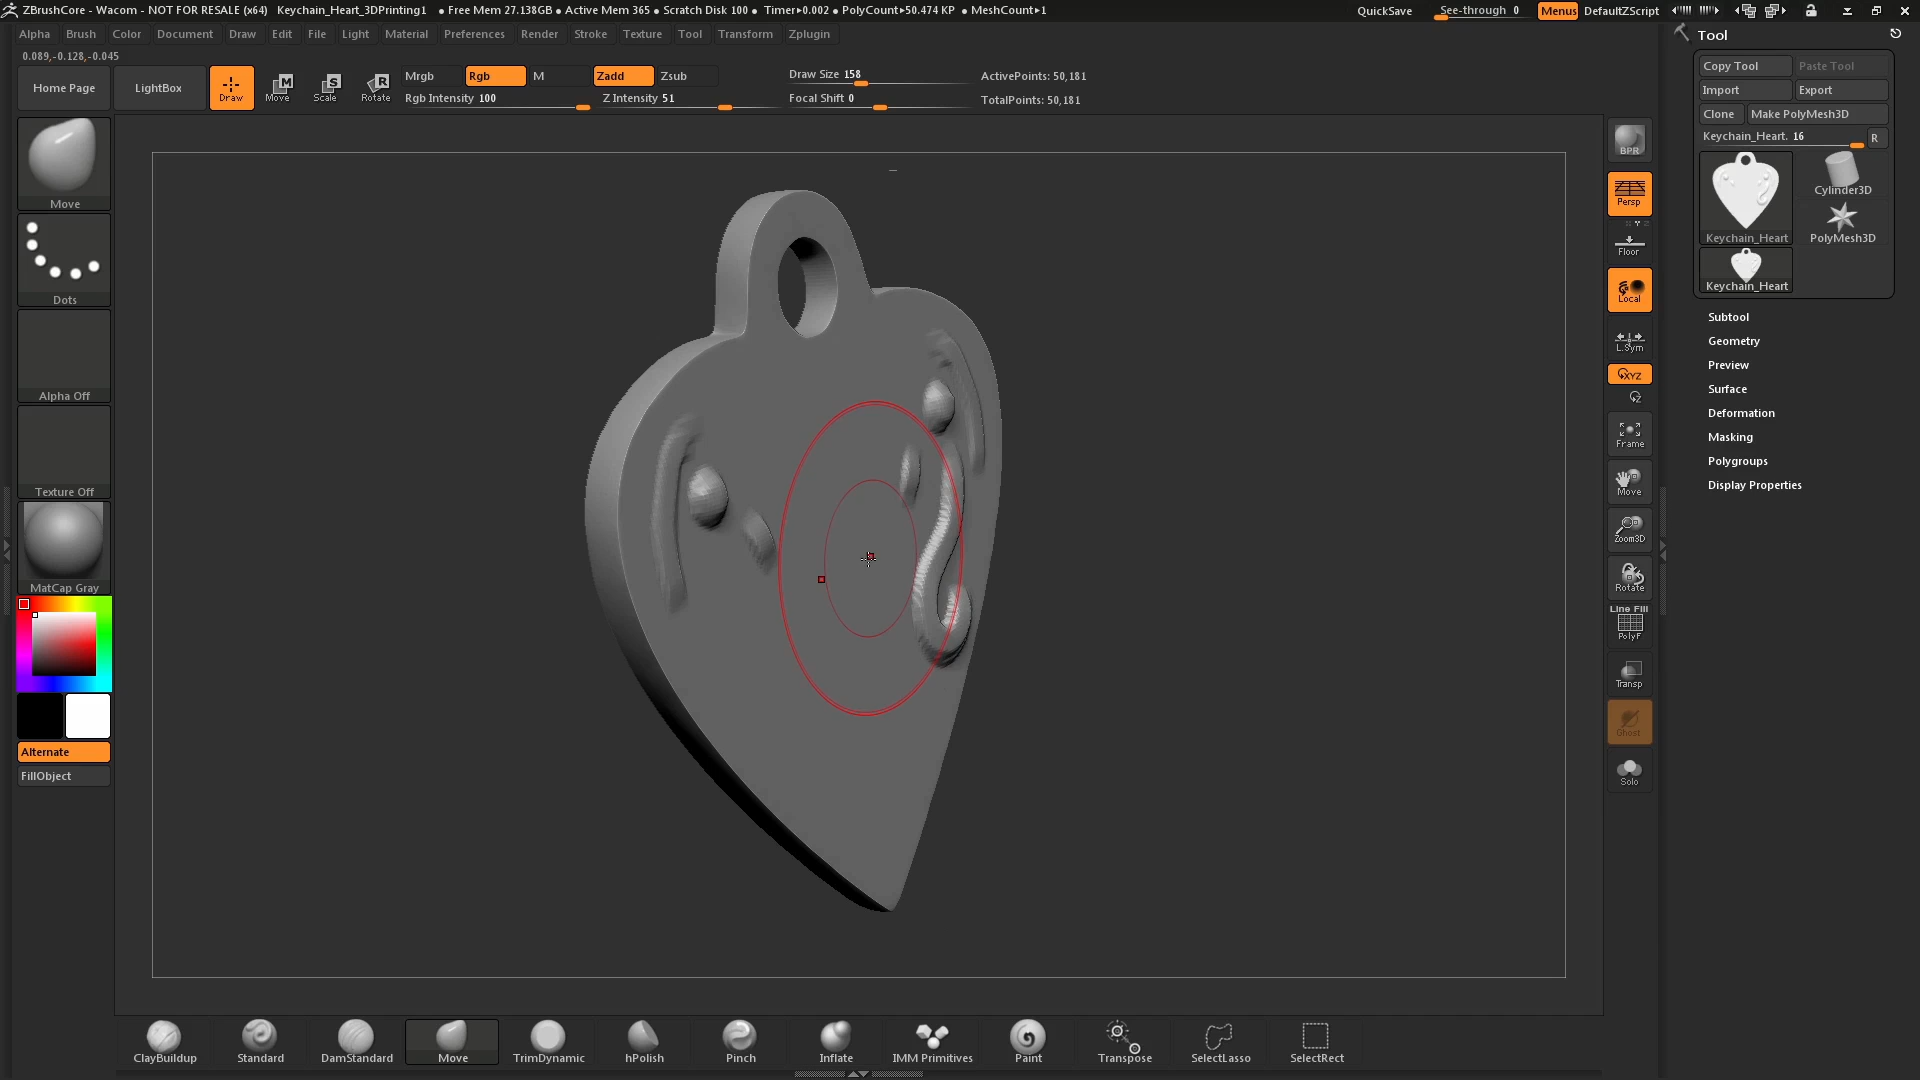 ZBrushCore - Wacom - NOT FOR RESALE (x64) Keychain_Heart_3DPrinting1 ● Free Mem 27.138GB ● Active Mem 365 ● Scratch Disk 100 ● Timer▸0.002 ● PolyCount▸50.474 KP ● MeshCount▸1 QuickSave See-through 0 Menus DefaultZScript
Alpha Brush Color Document Draw Edit File Light Material Preferences Render Stroke Texture Tool Transform Zplugin
0.089,-0.128,-0.045
Home Page
LightBox
Draw
M
Move
S
Scale
R
Rotate
Mrgb Rgb M Zadd Zsub
Rgb Intensity 100 Z Intensity 51
Draw Size 158
Focal Shift 0
ActivePoints: 50,181
TotalPoints: 50,181
Move
Dots
Alpha Off
Texture Off
MatCap Gray
Alternate
FillObject
BPR
Persp
Floor
Local
L.Sym
XYZ
Z
Frame
Move
Zoom3D
Rotate
Line Fill
PolyF
Transp
Ghost
Solo
Tool
Copy Tool Paste Tool
Import Export
Clone Make PolyMesh3D
Keychain_Heart. 16 R
Keychain_Heart
Cylinder3D
PolyMesh3D
Keychain_Heart
Subtool
Geometry
Preview
Surface
Deformation
Masking
Polygroups
Display Properties
ClayBuildup Standard DamStandard Move TrimDynamic hPolish Pinch Inflate IMM Primitives Paint Transpose SelectLasso SelectRect